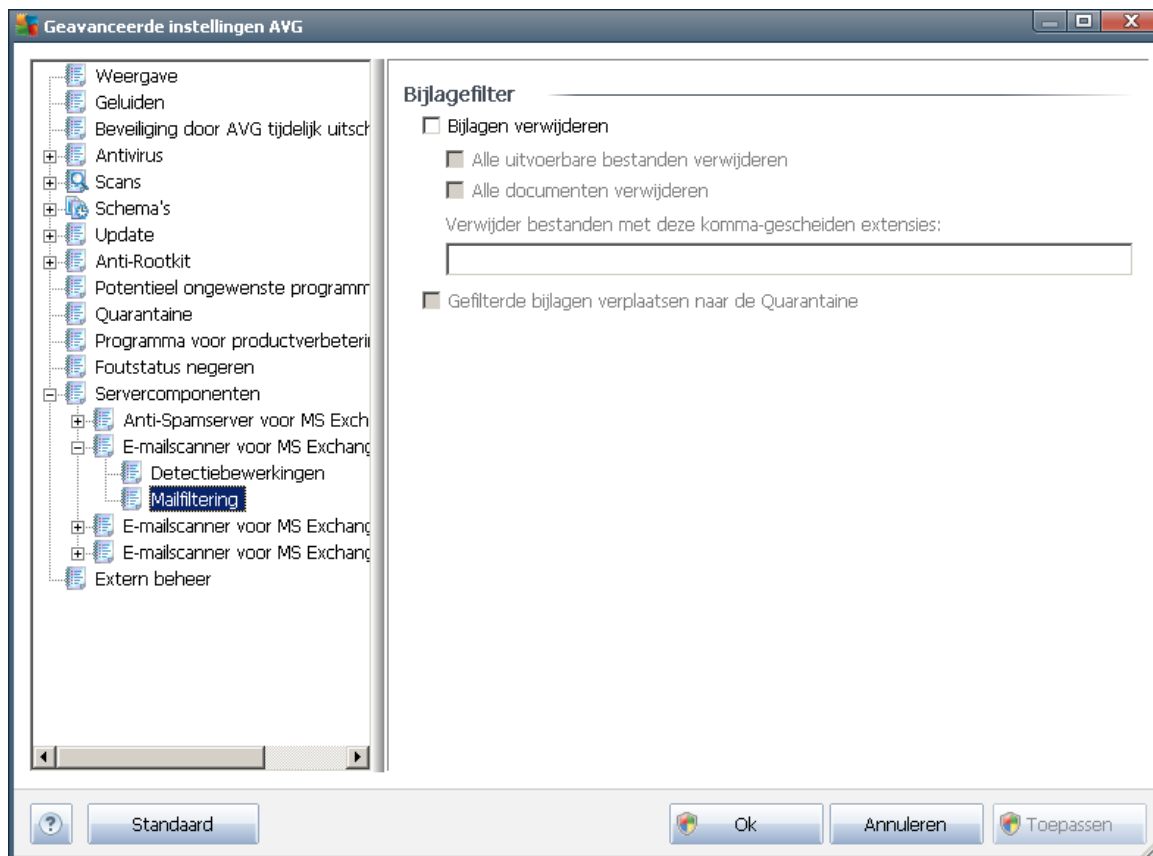 Geavanceerde instellingen AVG
Weergave
Geluiden
Beveiliging door AVG tijdelijk uitsch
Antivirus
Scans
Schema's
Update
Anti-Rootkit
Potentieel ongewenste programm
Quarantaine
Programma voor productverbeteri
Foutstatus negeren
Servercomponenten
Anti-Spamserver voor MS Exch
E-mailscanner voor MS Exchang
Detectiebewerkingen
Mailfiltering
E-mailscanner voor MS Exchang
E-mailscanner voor MS Exchang
Extern beheer
Bijlagefilter
Bijlagen verwijderen
Alle uitvoerbare bestanden verwijderen
Alle documenten verwijderen
Verwijder bestanden met deze komma-gescheiden extensies:
Gefilterde bijlagen verplaatsen naar de Quarantaine
?
Standaard
Ok
Annuleren
Toepassen